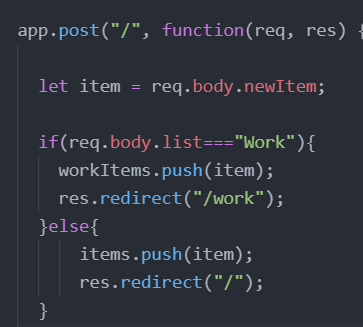 app.post("/", function(req, res) {
let item = req.body.newItem;
if(req.body.list==="Work"){
workItems.push(item);
res.redirect("/work");
}else{
items.push(item);
res.redirect("/");
}